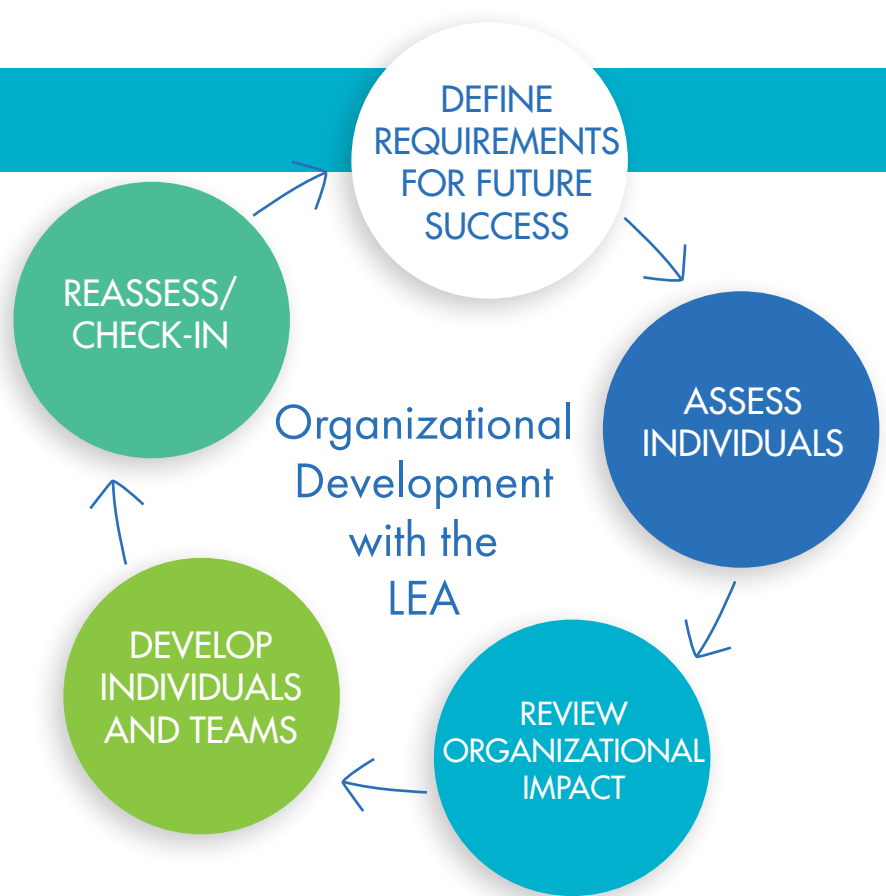 DEFINE
REQUIREMENTS
FOR FUTURE
SUCCESS
ASSESS
INDIVIDUALS
REVIEW
ORGANIZATIONAL
IMPACT
DEVELOP
INDIVIDUALS
AND TEAMS
REASSESS/
CHECK-IN
Organizational
Development
with the
LEA